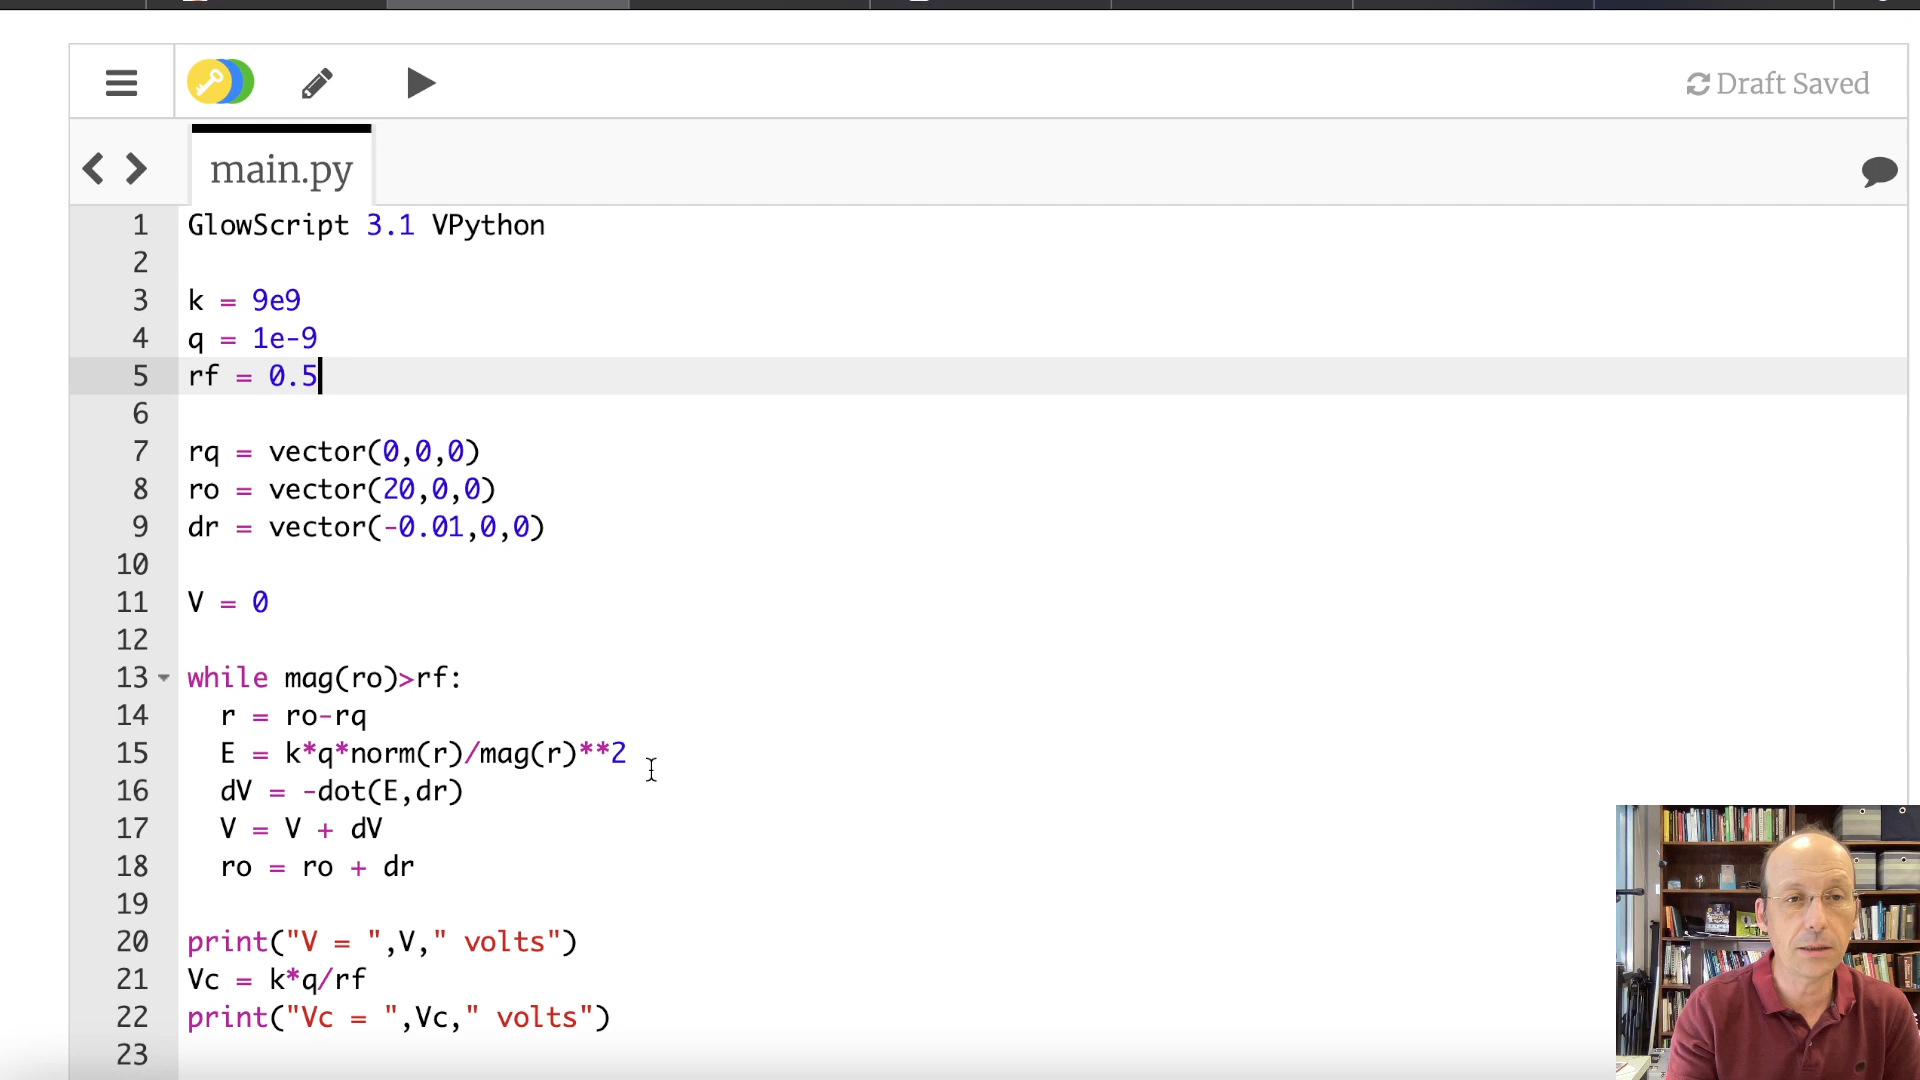 Draft Saved
main.py
1 GlowScript 3.1 VPython
2
3 k = 9e9
4 q = 1e-9
5 rf = 0.5
6
7 rq = vector(0,0,0)
8 ro = vector(20,0,0)
9 dr = vector(-0.01,0,0)
10
11 V = 0
12
13 while mag(ro)>rf:
14   r = ro-rq
15   E = k*q*norm(r)/mag(r)**2
16   dV = -dot(E,dr)
17   V = V + dV
18   ro = ro + dr
19
20 print("V = ",V," volts")
21 Vc = k*q/rf
22 print("Vc = ",Vc," volts")
23